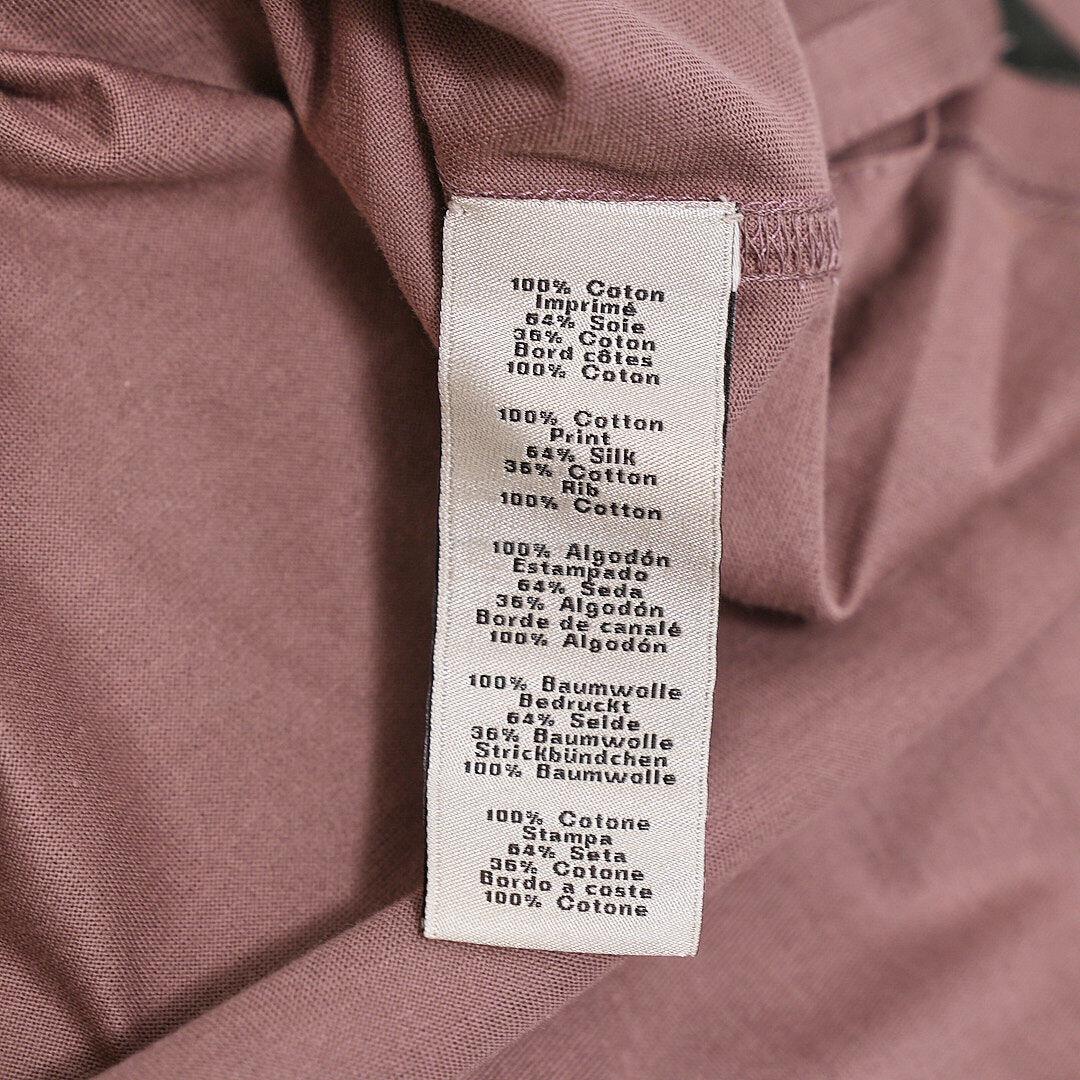 100% Coton
Imprimé
64% Soie
36% Coton
Bord côtes
100% Coton
100% Cotton
Print
64% Silk
36% Cotton
Rib
100% Cotton
100% Algodón
Estampado
64% Seda
36% Algodón
Borde de canalé
100% Algodón
100% Baumwolle
Bedruckt
64% Seide
36% Baumwolle
Strickbündchen
100% Baumwolle
100% Cotone
Stampa
64% Seta
36% Cotone
Bordo a coste
100% Cotone